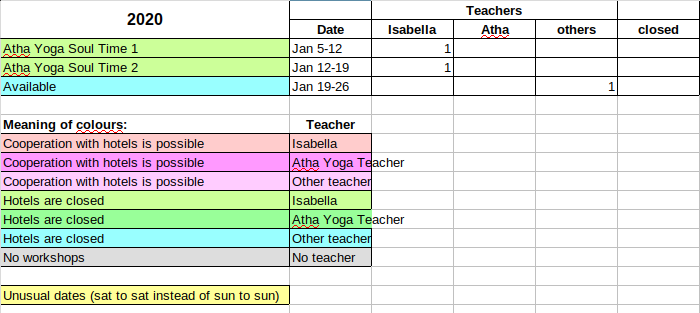 2020 Teachers
Date Isabella Atha others closed
Atha Yoga Soul Time 1 Jan 5-12 1
Atha Yoga Soul Time 2 Jan 12-19 1
Available Jan 19-26 1
Meaning of colours: Teacher
Cooperation with hotels is possible Isabella
Cooperation with hotels is possible Atha Yoga Teacher
Cooperation with hotels is possible Other teacher
Hotels are closed Isabella
Hotels are closed Atha Yoga Teacher
Hotels are closed Other teacher
No workshops No teacher
Unusual dates (sat to sat instead of sun to sun)